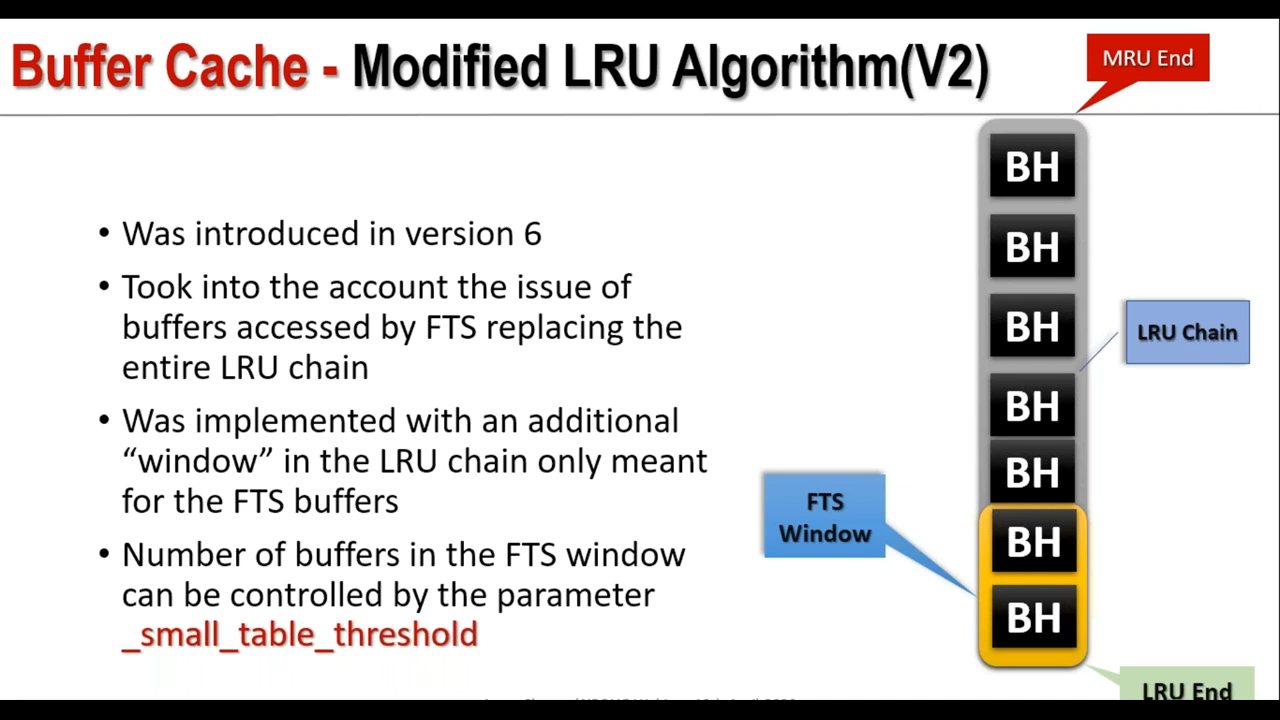 Buffer Cache - Modified LRU Algorithm(V2)
MRU End
BH
BH
BH
BH
BH
BH
BH
LRU Chain
FTS
Window
LRU End
• Was introduced in version 6
• Took into the account the issue of
buffers accessed by FTS replacing the
entire LRU chain
• Was implemented with an additional
“window” in the LRU chain only meant
for the FTS buffers
• Number of buffers in the FTS window
can be controlled by the parameter
_small_table_threshold